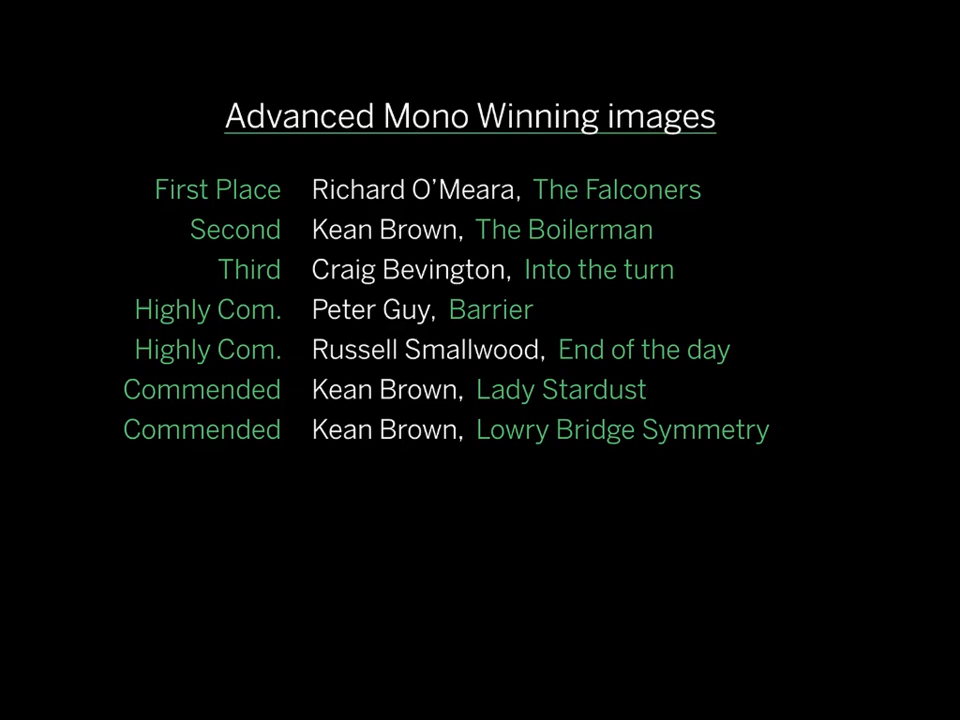 Advanced Mono Winning images
First Place Richard O’Meara, The Falconers
Second Kean Brown, The Boilerman
Third Craig Bevington, Into the turn
Highly Com. Peter Guy, Barrier
Highly Com. Russell Smallwood, End of the day
Commended Kean Brown, Lady Stardust
Commended Kean Brown, Lowry Bridge Symmetry